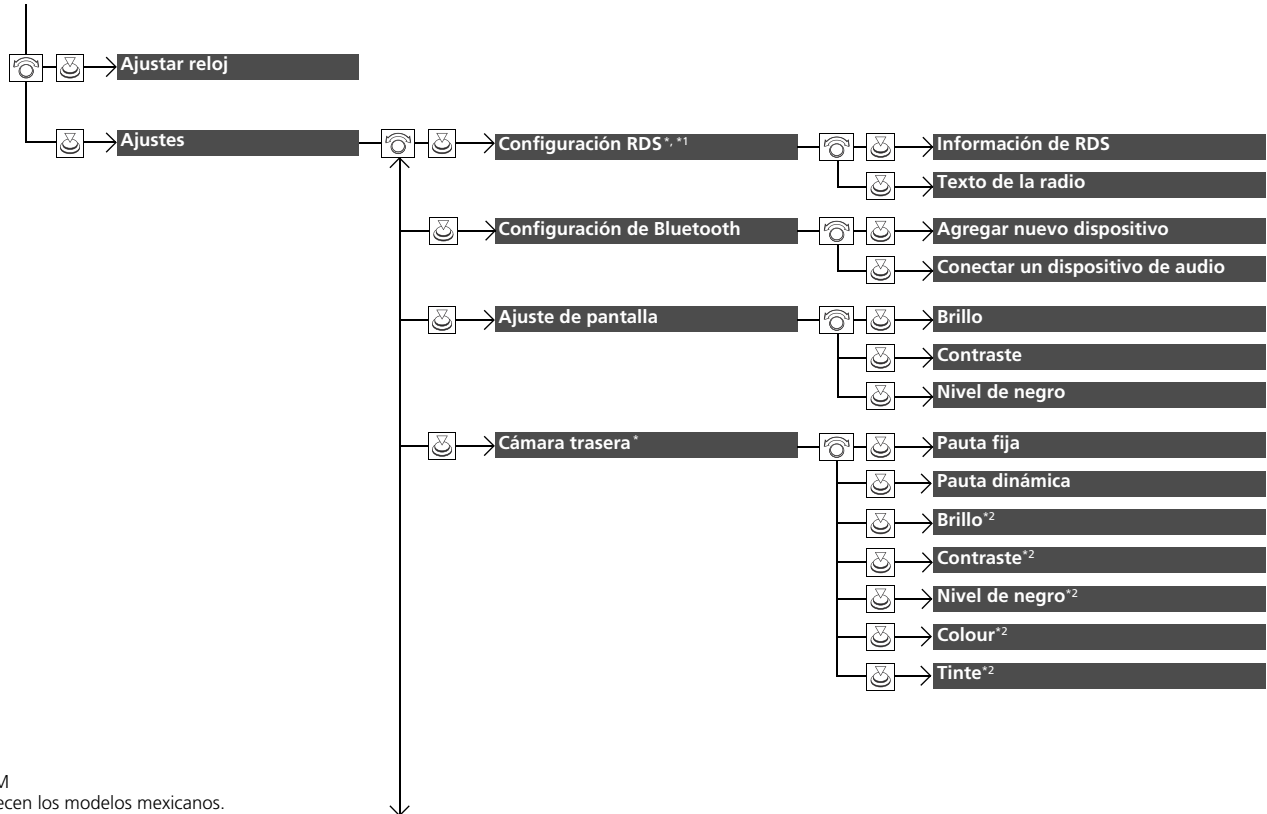 Ajustar reloj
Ajustes
Configuración RDS*, *1
Información de RDS
Texto de la radio
Configuración de Bluetooth
Agregar nuevo dispositivo
Conectar un dispositivo de audio
Ajuste de pantalla
Brillo
Contraste
Nivel de negro
Cámara trasera*
Pauta fija
Pauta dinámica
Brillo*2
Contraste*2
Nivel de negro*2
Colour*2
Tinte*2
los modelos mexicanos.